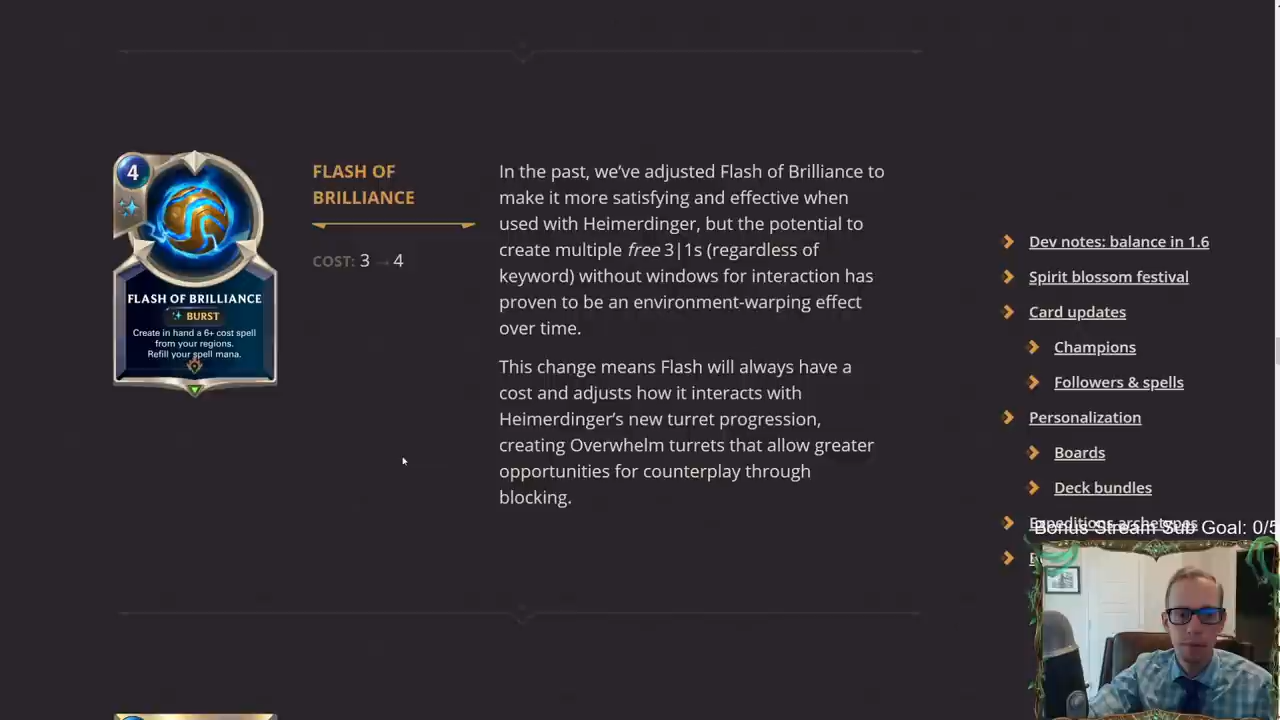 4
FLASH OF BRILLIANCE
BURST
Create in hand a 6+ cost spell
from your regions.
Refill your spell mana.
FLASH OF
BRILLIANCE
COST: 3 → 4
In the past, we’ve adjusted Flash of Brilliance to
make it more satisfying and effective when
used with Heimerdinger, but the potential to
create multiple free 3|1s (regardless of
keyword) without windows for interaction has
proven to be an environment-warping effect
over time.
This change means Flash will always have a
cost and adjusts how it interacts with
Heimerdinger’s new turret progression,
creating Overwhelm turrets that allow greater
opportunities for counterplay through
blocking.
Dev notes: balance in 1.6
Spirit blossom festival
Card updates
Champions
Followers & spells
Personalization
Boards
Deck bundles
Expeditions archetypes
Bonus Stream Sub Goal: 0/5